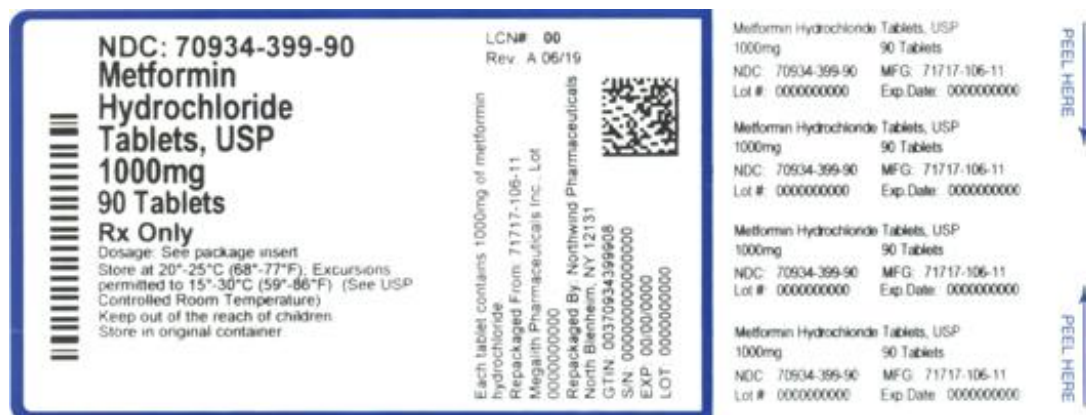 NDC: 70934-399-90
Metformin
Hydrochloride
Tablets, USP
1000mg
90 Tablets
Rx Only
Dosage: See package insert
Store at 20°-25°C (68°-77°F); Excursions
permitted to 15°-30°C (59°-86°F) (See USP
Controlled Room Temperature)
Keep out of the reach of children
Store in original container
LCN# 00
Rev. A 06/19
Each tablet contains 1000mg of metformin
hydrochloride
Repackaged From: 71717-106-11
Megalith Pharmaceuticals Inc., Lot
0000000000
Repackaged By: Northwind Pharmaceuticals
North Blenheim, NY 12131
GTIN: 00370934399908
S/N: 00000000000000
EXP: 00/00/0000
LOT: 0000000000
Metformin Hydrochloride Tablets, USP
1000mg 90 Tablets
NDC: 70934-399-90 MFG: 71717-106-11
Lot #: 0000000000 Exp.Date: 0000000000
Metformin Hydrochloride Tablets, USP
1000mg 90 Tablets
NDC: 70934-399-90 MFG: 71717-106-11
Lot #: 0000000000 Exp.Date: 0000000000
Metformin Hydrochloride Tablets, USP
1000mg 90 Tablets
NDC: 70934-399-90 MFG: 71717-106-11
Lot #: 0000000000 Exp.Date: 0000000000
Metformin Hydrochloride Tablets, USP
1000mg 90 Tablets
NDC: 70934-399-90 MFG: 71717-106-11
Lot #: 0000000000 Exp.Date: 0000000000
PEEL HERE
PEEL HERE